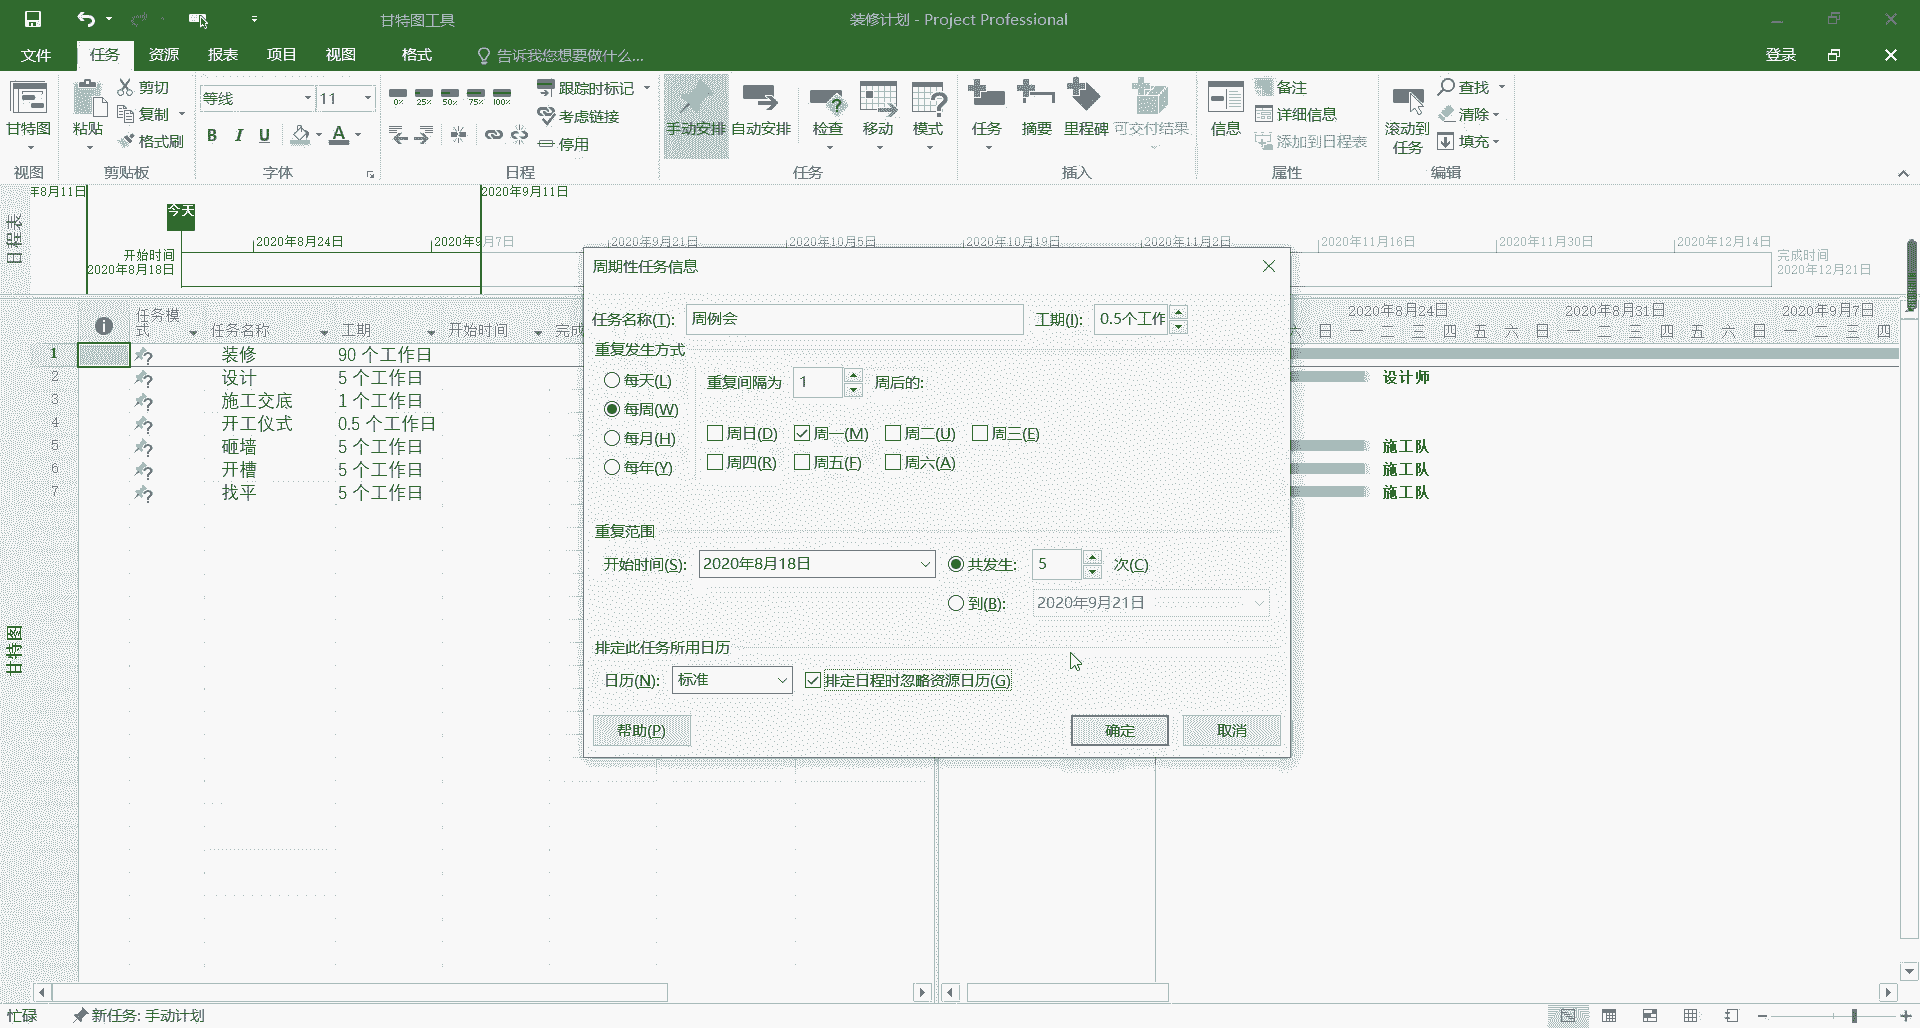 甘特图工具
装修计划 - Project Professional
文件 任务 资源 报表 项目 视图 格式 告诉我您想要做什么... 登录
甘特图
视图
粘贴
剪切
复制
格式刷
剪贴板
等线 11
B I U A
字体
0% 25% 50% 75% 100%
跟踪时标记
考虑链接
停用
日程
手动安排 自动安排 检查 移动 模式
任务
任务 摘要 里程碑 可交付结果
插入
信息
备注
详细信息
添加到日程表
属性
滚动到
任务
查找
清除
填充
编辑
日程表
年8月11日 2020年9月11日
今天
2020年8月24日 2020年9月7日 2020年9月21日 2020年10月5日 2020年10月19日 2020年11月2日 2020年11月16日 2020年11月30日 2020年12月14日
开始时间
2020年8月18日
完成时间
2020年12月21日
甘特图
任务模式 任务名称 工期 开始时间 完成
1 装修 90 个工作日
2 设计 5 个工作日
3 施工交底 1 个工作日
4 开工仪式 0.5 个工作日
5 砸墙 5 个工作日
6 开槽 5 个工作日
7 找平 5 个工作日
2020年8月24日 2020年8月31日 2020年9月7日
六 日 一 二 三 四 五 六 日 一 二 三 四 五 六 日 一 二 三 四
设计师
施工队
施工队
施工队
周期性任务信息
任务名称(T): 周例会 工期(I): 0.5个工作
重复发生方式
每天(L)
每周(W)
每月(H)
每年(Y)
重复间隔为 1 周后的:
周日(D) 周一(M) 周二(U) 周三(E)
周四(R) 周五(F) 周六(A)
重复范围
开始时间(S): 2020年8月18日 共发生: 5 次(C)
到(B): 2020年9月21日
排定此任务所用日历
日历(N): 标准 排定日程时忽略资源日历(G)
帮助(P) 确定 取消
忙碌 新任务: 手动计划